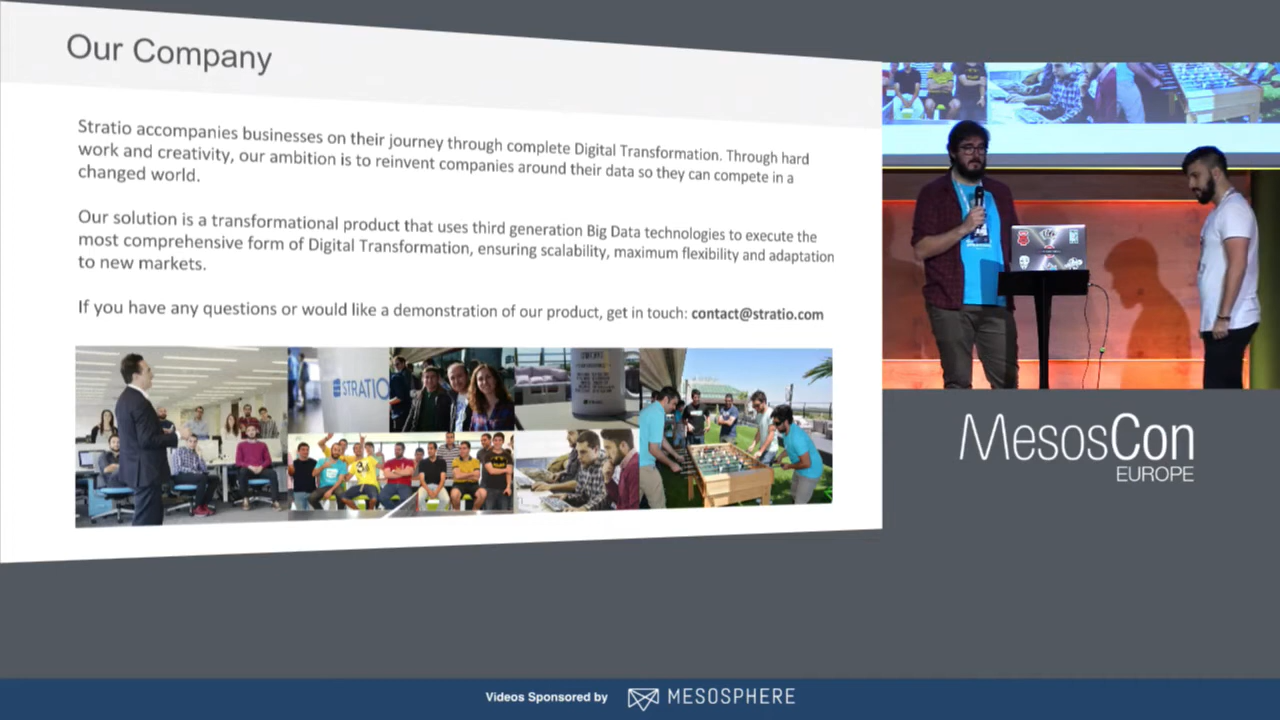 Our Company
Stratio accompanies businesses on their journey through complete Digital Transformation. Through hard
work and creativity, our ambition is to reinvent companies around their data so they can compete in a
changed world.
Our solution is a transformational product that uses third generation Big Data technologies to execute the
most comprehensive form of Digital Transformation, ensuring scalability, maximum flexibility and adaptation
to new markets.
If you have any questions or would like a demonstration of our product, get in touch: contact@stratio.com
STRATIO
MesosCon
EUROPE
Videos Sponsored by MESOSPHERE